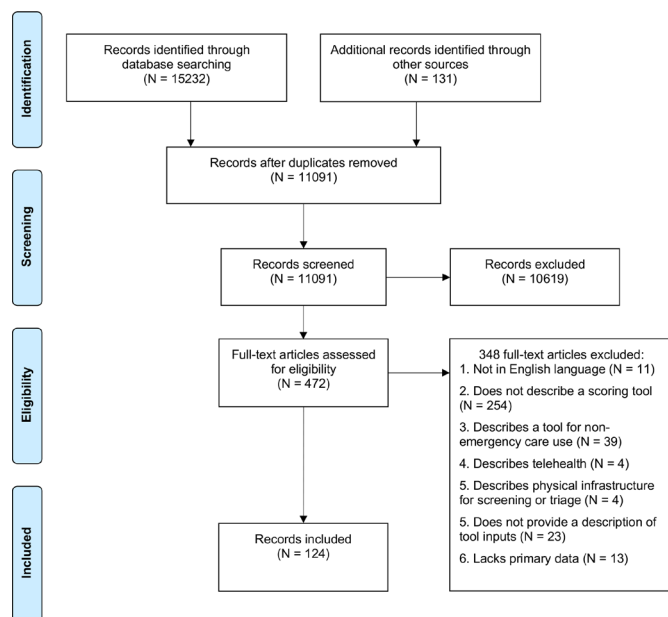 Identification
Records identified through
database searching
(N = 15232)
Additional records identified through
other sources
(N = 131)
Records after duplicates removed
(N = 11091)
Screening
Records screened
(N = 11091)
Records excluded
(N = 10619)
Eligibility
Full-text articles assessed
for eligibility
(N = 472)
348 full-text articles excluded:
1. Not in English language (N = 11)
2. Does not describe a scoring tool
(N = 254)
3. Describes a tool for non-
emergency care use (N = 39)
4. Describes telehealth (N = 4)
5. Describes physical infrastructure
for screening or triage (N = 4)
5. Does not provide a description of
tool inputs (N = 23)
6. Lacks primary data (N = 13)
Included
Records included
(N = 124)